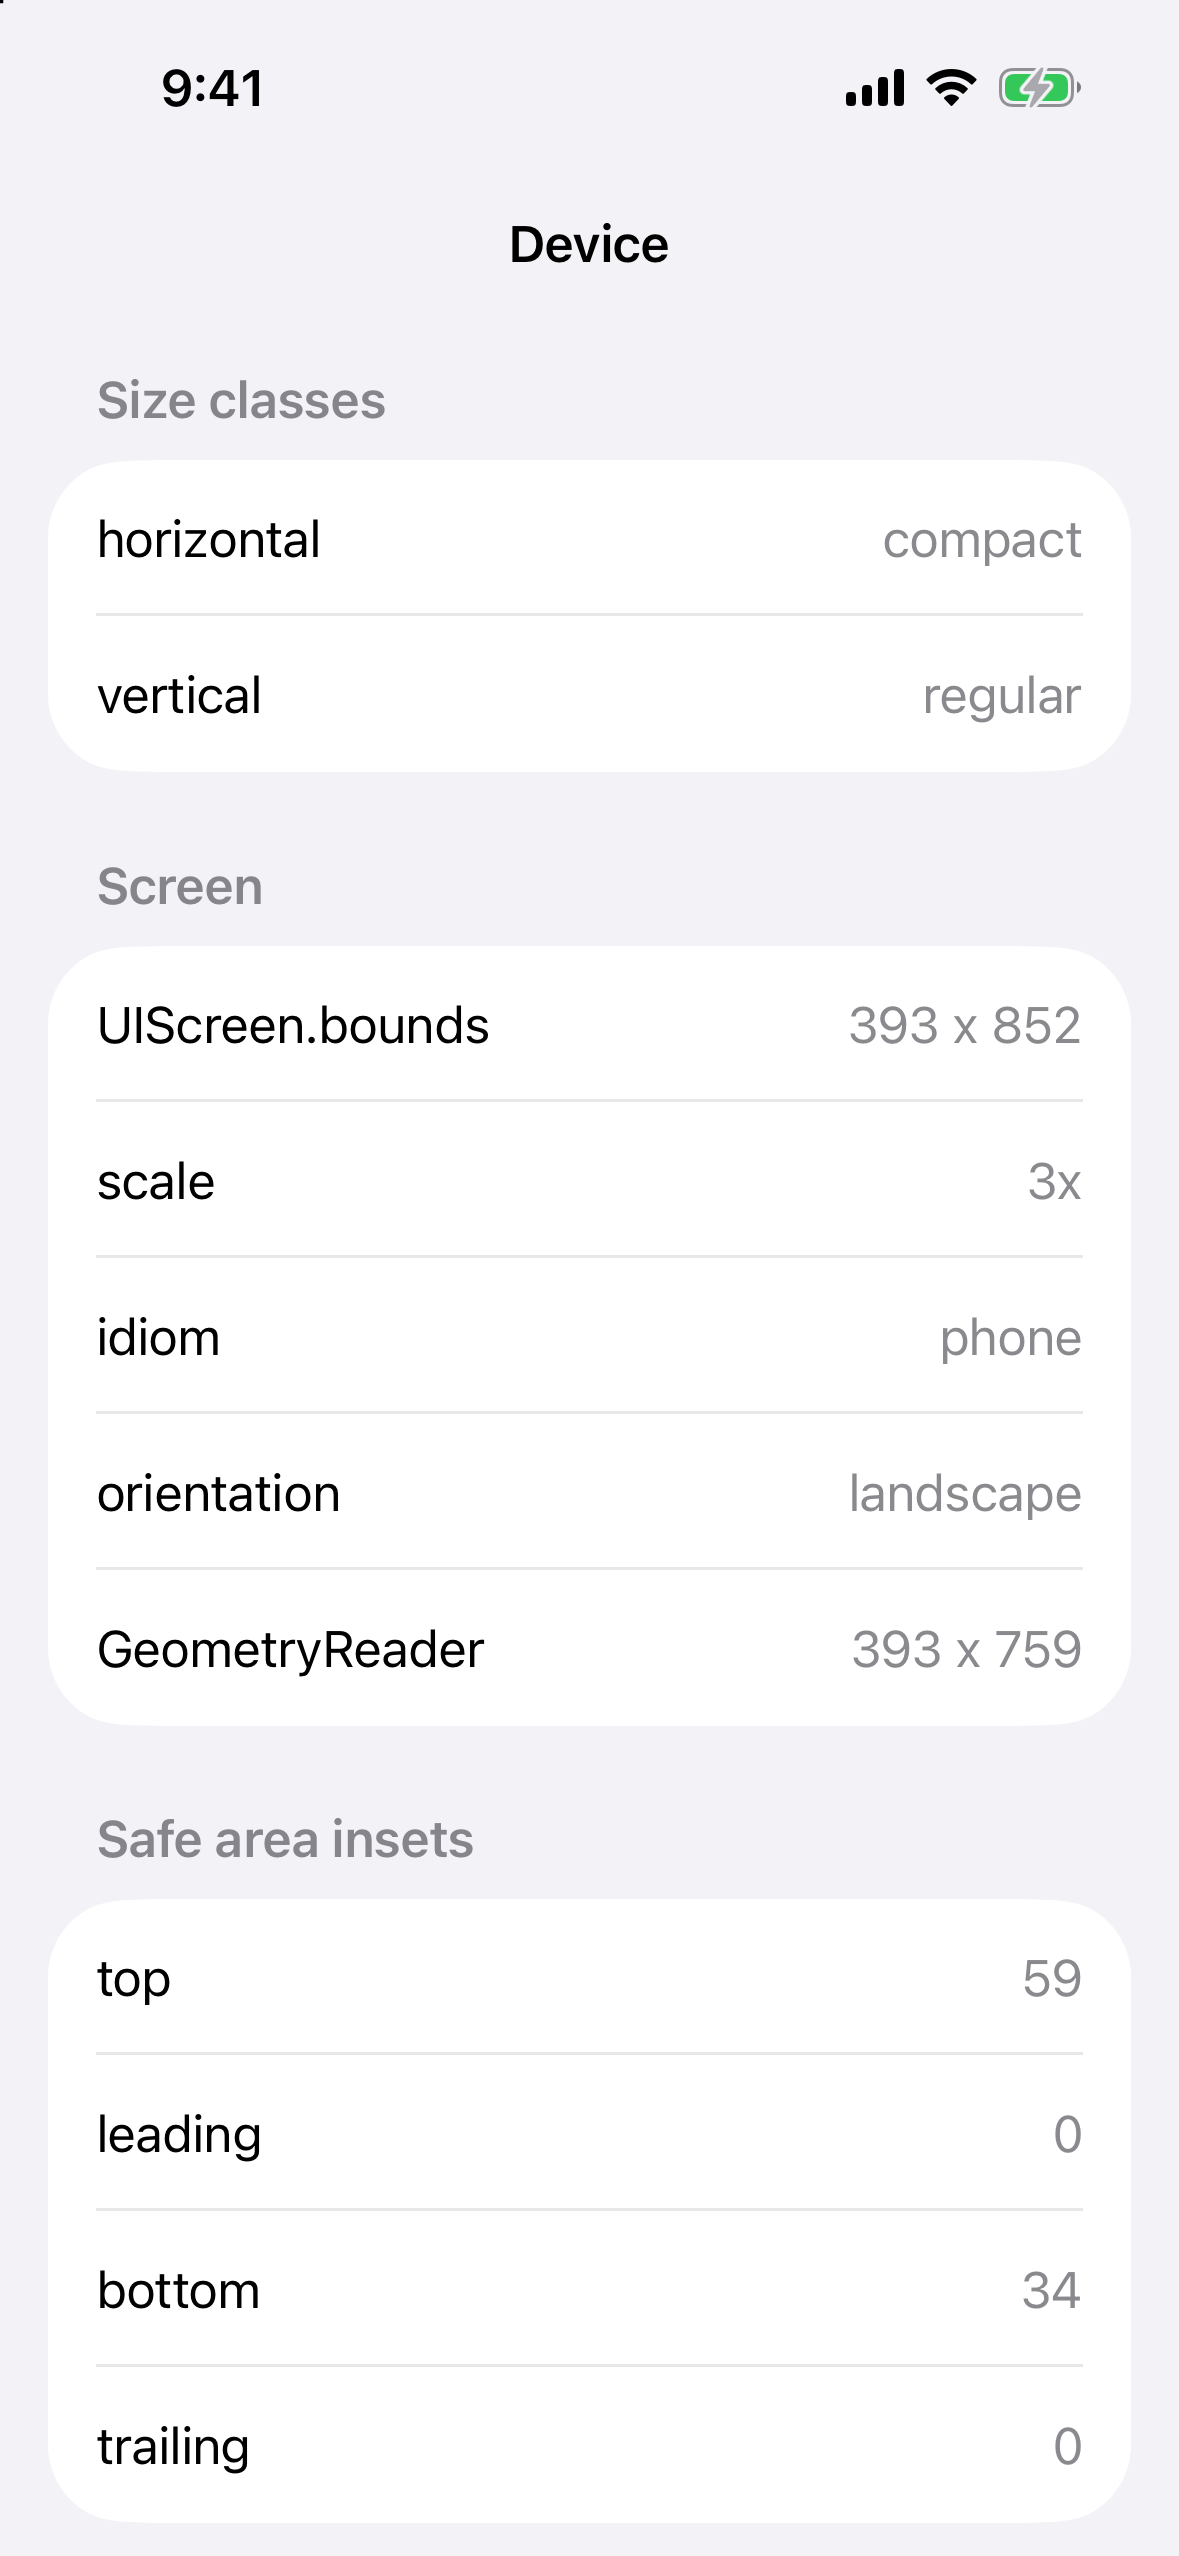 9:41
Device
Size classes
horizontal compact
vertical regular
Screen
UIScreen.bounds 393 x 852
scale 3x
idiom phone
orientation landscape
GeometryReader 393 x 759
Safe area insets
top 59
leading 0
bottom 34
trailing 0